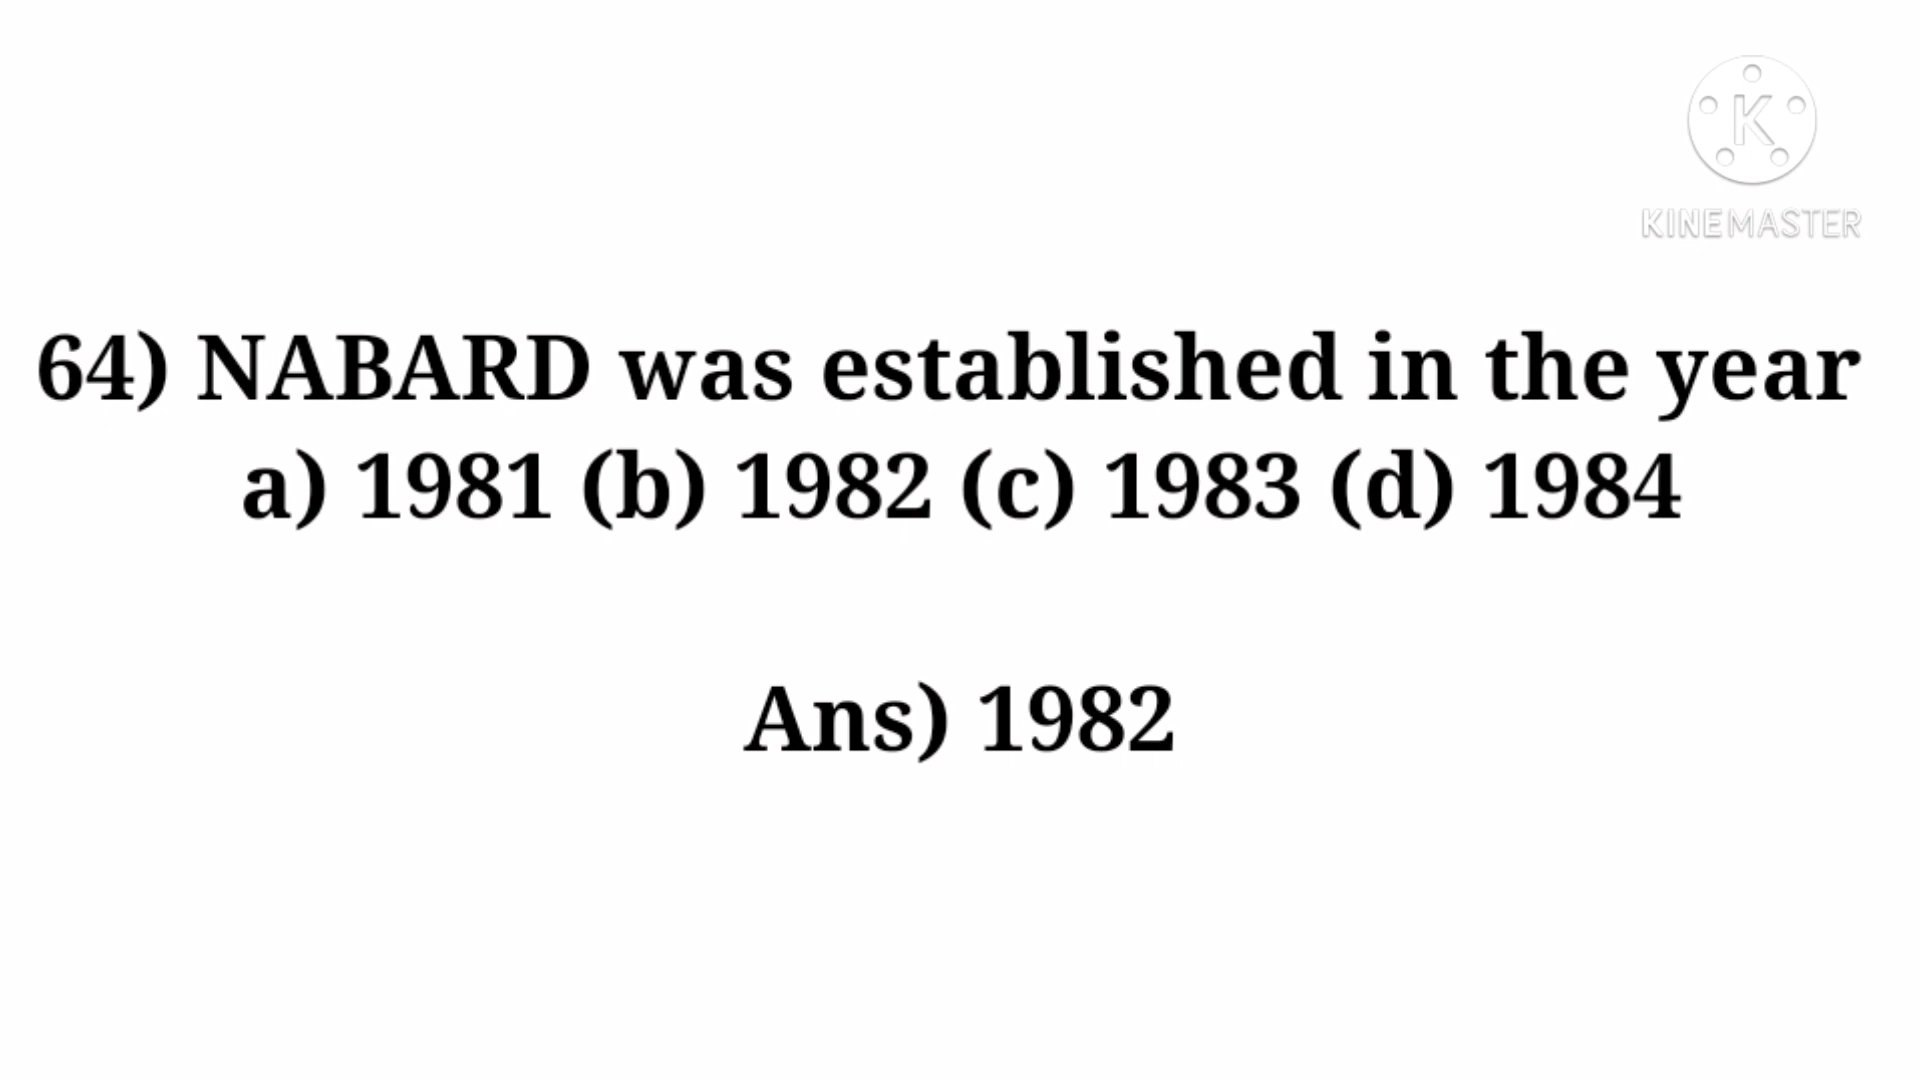 KINEMASTER
64) NABARD was established in the year
a) 1981 (b) 1982 (c) 1983 (d) 1984
Ans) 1982